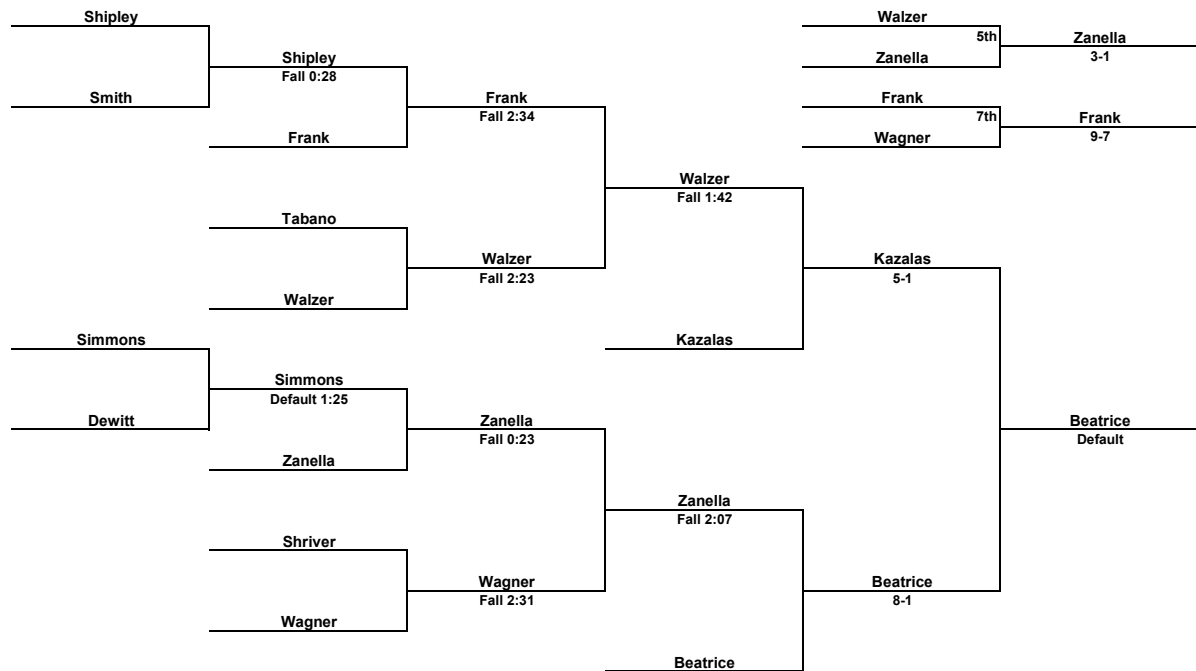 Shipley
Walzer
5th
Zanella
Shipley
Zanella
3-1
Fall 0:28
Smith
Frank
Frank
Fall 2:34
7th
Frank
Frank
Wagner
9-7
Walzer
Fall 1:42
Tabano
Walzer
Kazalas
Fall 2:23
5-1
Walzer
Simmons
Kazalas
Simmons
Default 1:25
Dewitt
Zanella
Beatrice
Fall 0:23
Default
Zanella
Zanella
Fall 2:07
Shriver
Wagner
Beatrice
Fall 2:31
8-1
Wagner
Beatrice